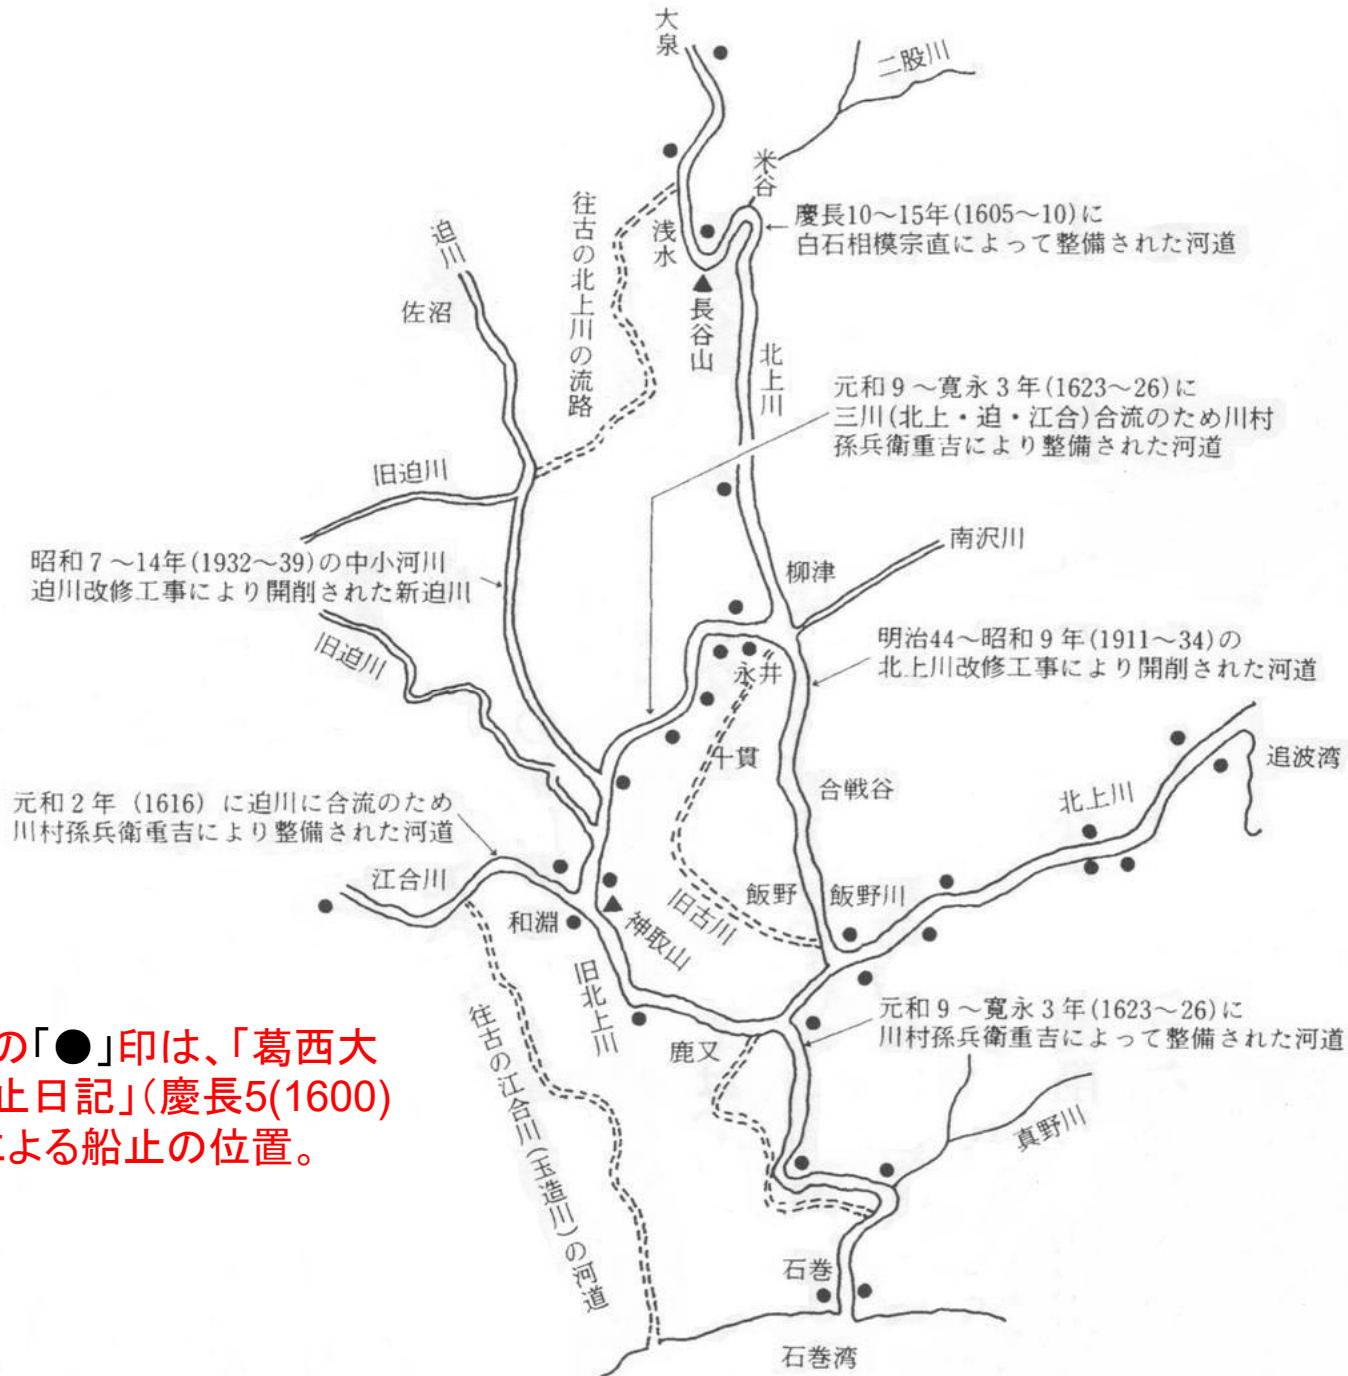 大泉
二股川
米谷
慶長10～15年(1605～10)に
白石相模宗直によって整備された河道
往古の北上川の流路
浅水
長谷山
迫川
佐沼
北上川
元和9～寛永3年(1623～26)に
三川(北上・迫・江合)合流のため川村
孫兵衛重吉により整備された河道
旧迫川
南沢川
昭和7～14年(1932～39)の中小河川
迫川改修工事により開削された新迫川
柳津
旧迫川
明治44～昭和9年(1911～34)の
北上川改修工事により開削された河道
永井
十貫
追波湾
合戦谷
北上川
元和2年（1616）に迫川に合流のため
川村孫兵衛重吉により整備された河道
江合川
飯野
飯野川
旧古川
和淵
神取山
旧北上川
元和9～寛永3年(1623～26)に
川村孫兵衛重吉によって整備された河道
鹿又
の「●」印は、「葛西大
止日記」（慶長5(1600)
による船止の位置。
往古の江合川(玉造川)の河道
真野川
石巻
石巻湾